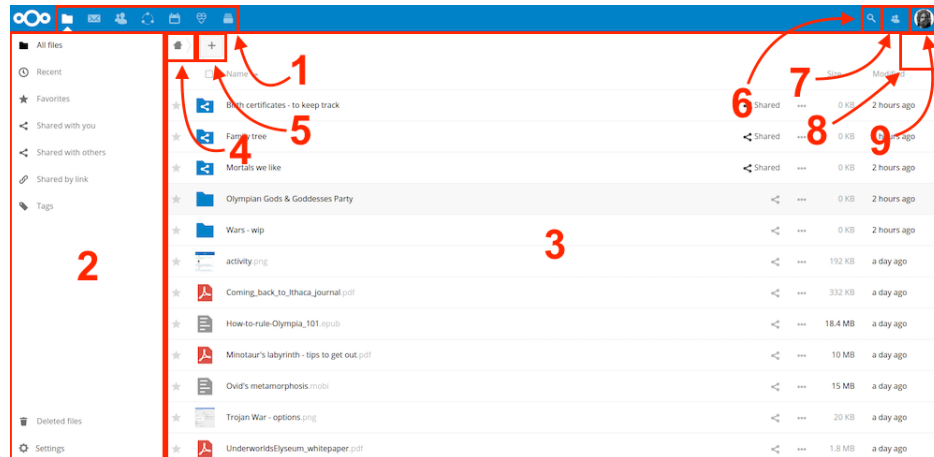 All files
Recent
Favorites
Shared with you
Shared with others
Shared by link
Tags
Deleted files
Settings
+
Name Size Modified
Birth certificates - to keep track Shared ... 0 KB 2 hours ago
Family tree Shared ... 0 KB 2 hours ago
Mortals we like Shared ... 0 KB 2 hours ago
Olympian Gods & Goddesses Party ... 0 KB 2 hours ago
Wars - wip ... 0 KB 2 hours ago
activity.png ... 192 KB a day ago
Coming_back_to_Ithaca_journal.pdf ... 332 KB a day ago
How-to-rule-Olympia_101.epub ... 18.4 MB a day ago
Minotaur's labyrinth - tips to get out.pdf ... 10 MB a day ago
Ovid's metamorphosis.mobi ... 15 MB a day ago
Trojan War - options.png ... 20 KB a day ago
UnderworldsElyseum_whitepaper.pdf ... 1.8 MB a day ago
1
2
3
4
5
6
7
8
9